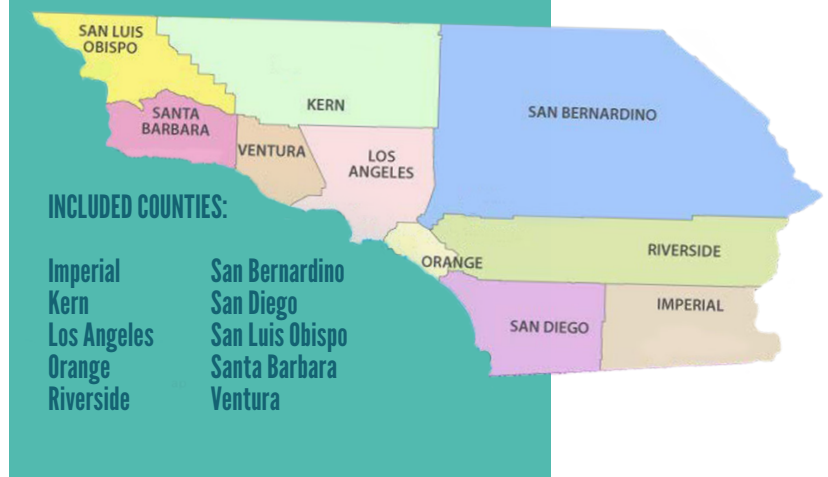 SAN LUIS
OBISPO
KERN
SAN BERNARDINO
SANTA
BARBARA
VENTURA
LOS
ANGELES
ORANGE
RIVERSIDE
SAN DIEGO
IMPERIAL
INCLUDED COUNTIES:
Imperial
Kern
Los Angeles
Orange
Riverside
San Bernardino
San Diego
San Luis Obispo
Santa Barbara
Ventura